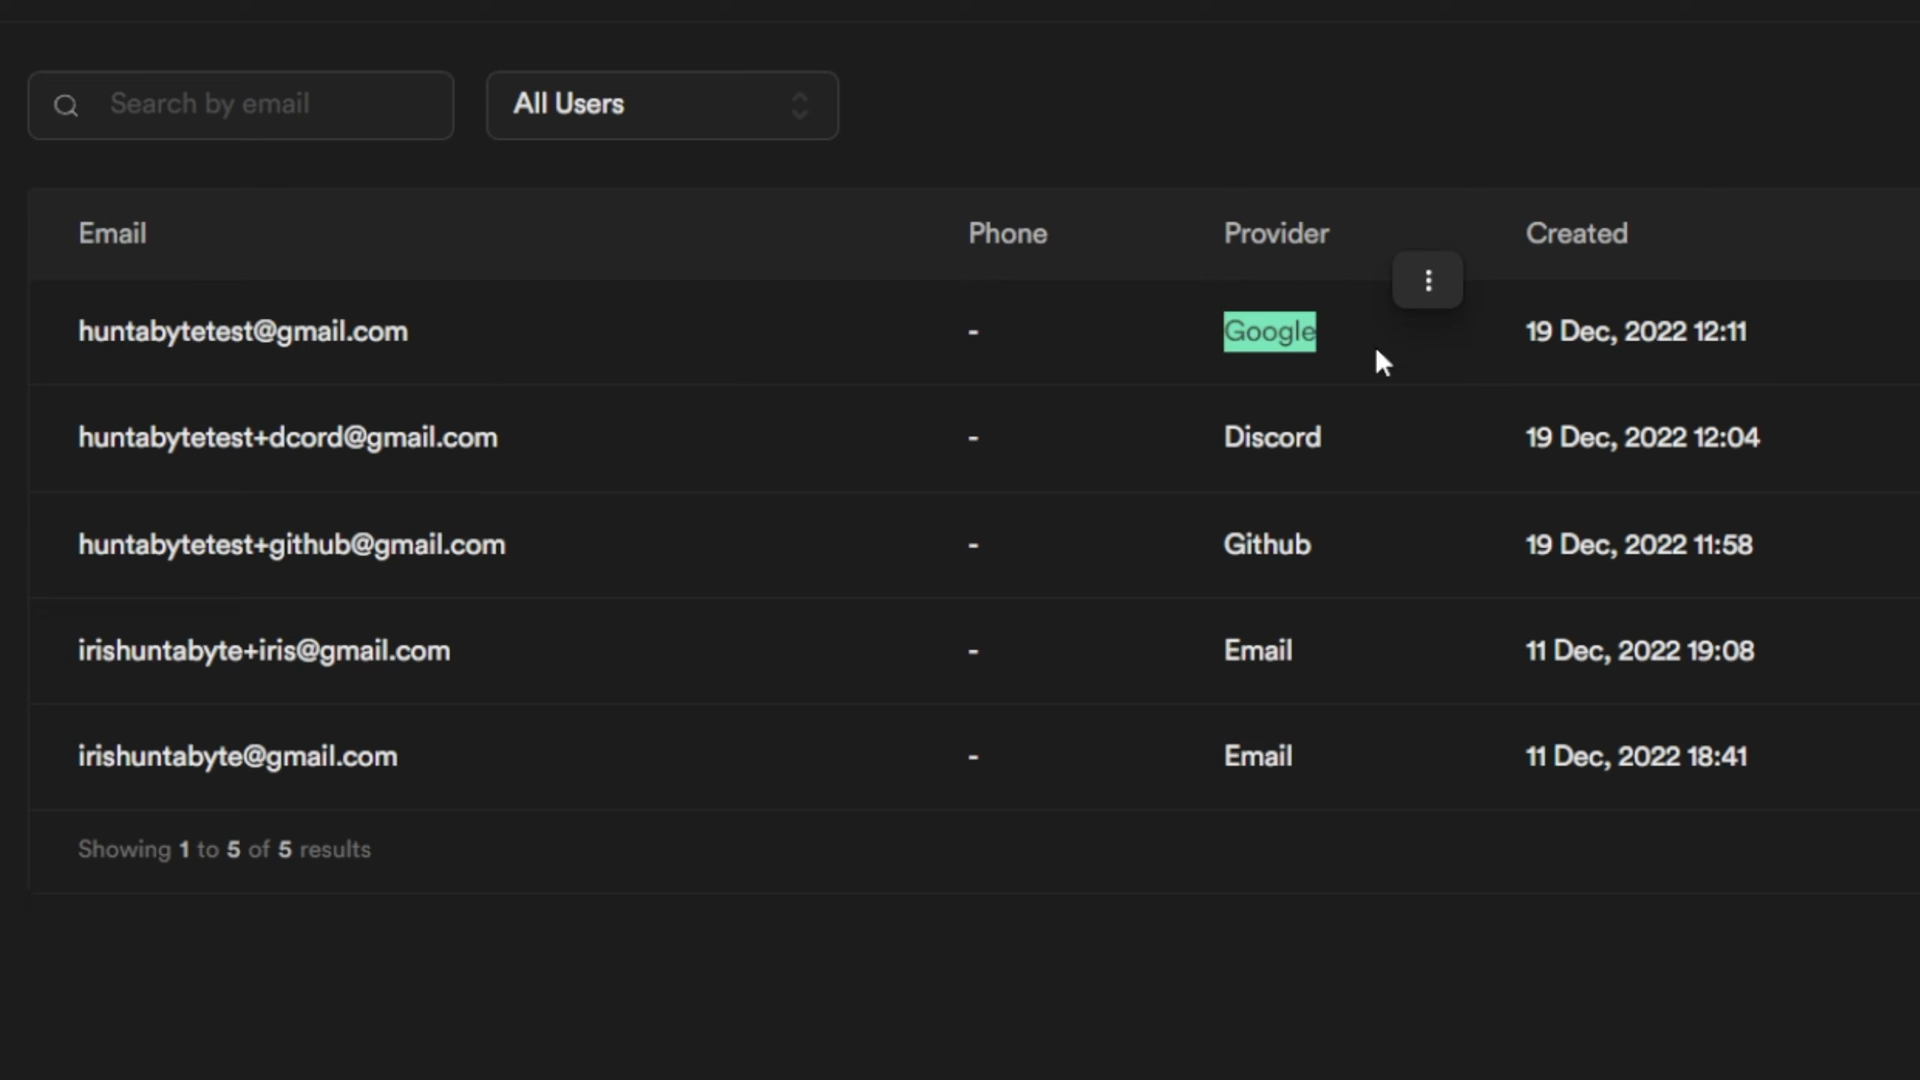 Search by email All Users
Email Phone Provider Created
huntabytetest@gmail.com - Google 19 Dec, 2022 12:11
huntabytetest+dcord@gmail.com - Discord 19 Dec, 2022 12:04
huntabytetest+github@gmail.com - Github 19 Dec, 2022 11:58
irishuntabyte+iris@gmail.com - Email 11 Dec, 2022 19:08
irishuntabyte@gmail.com - Email 11 Dec, 2022 18:41
Showing 1 to 5 of 5 results